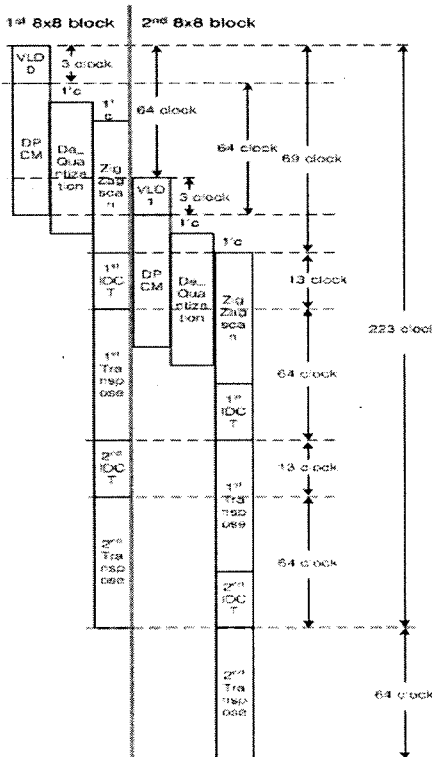 1st 8x8 block
2nd 8x8 block
VLD
0
3 clock
1'c
1'
c
DP
CM
De_
Qua
ntiza
tion
Zig
Zag
sca
n
64 clock
64 clock
69 clock
VLD
1
3 clock
1'c
1'c
1st
IDC
T
DP
CM
De_
Qua
ntiza
tion
Zig
Zag
sca
n
13 clock
223 clock
1st
Tra
nsp
ose
64 clock
1st
IDC
T
2nd
IDC
T
13 clock
1st
Tra
nsp
ose
2nd
Tra
nsp
ose
64 clock
2nd
IDC
T
2nd
Tra
nsp
ose
64 clock